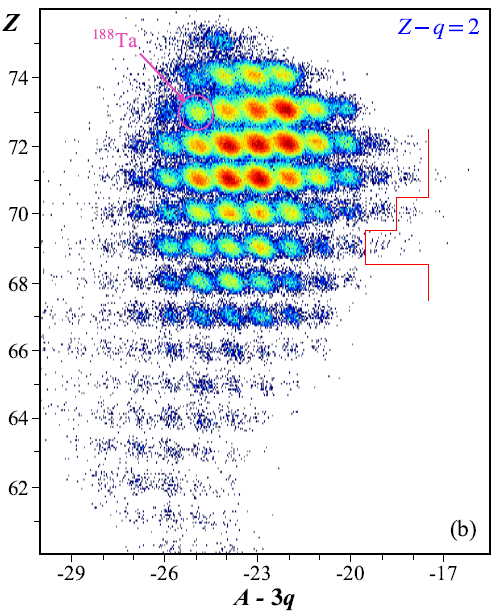 Z
Z−q=2
¹⁸⁸Ta
74
72
70
68
66
64
62
(b)
-29
-26
-23
-20
-17
A - 3q